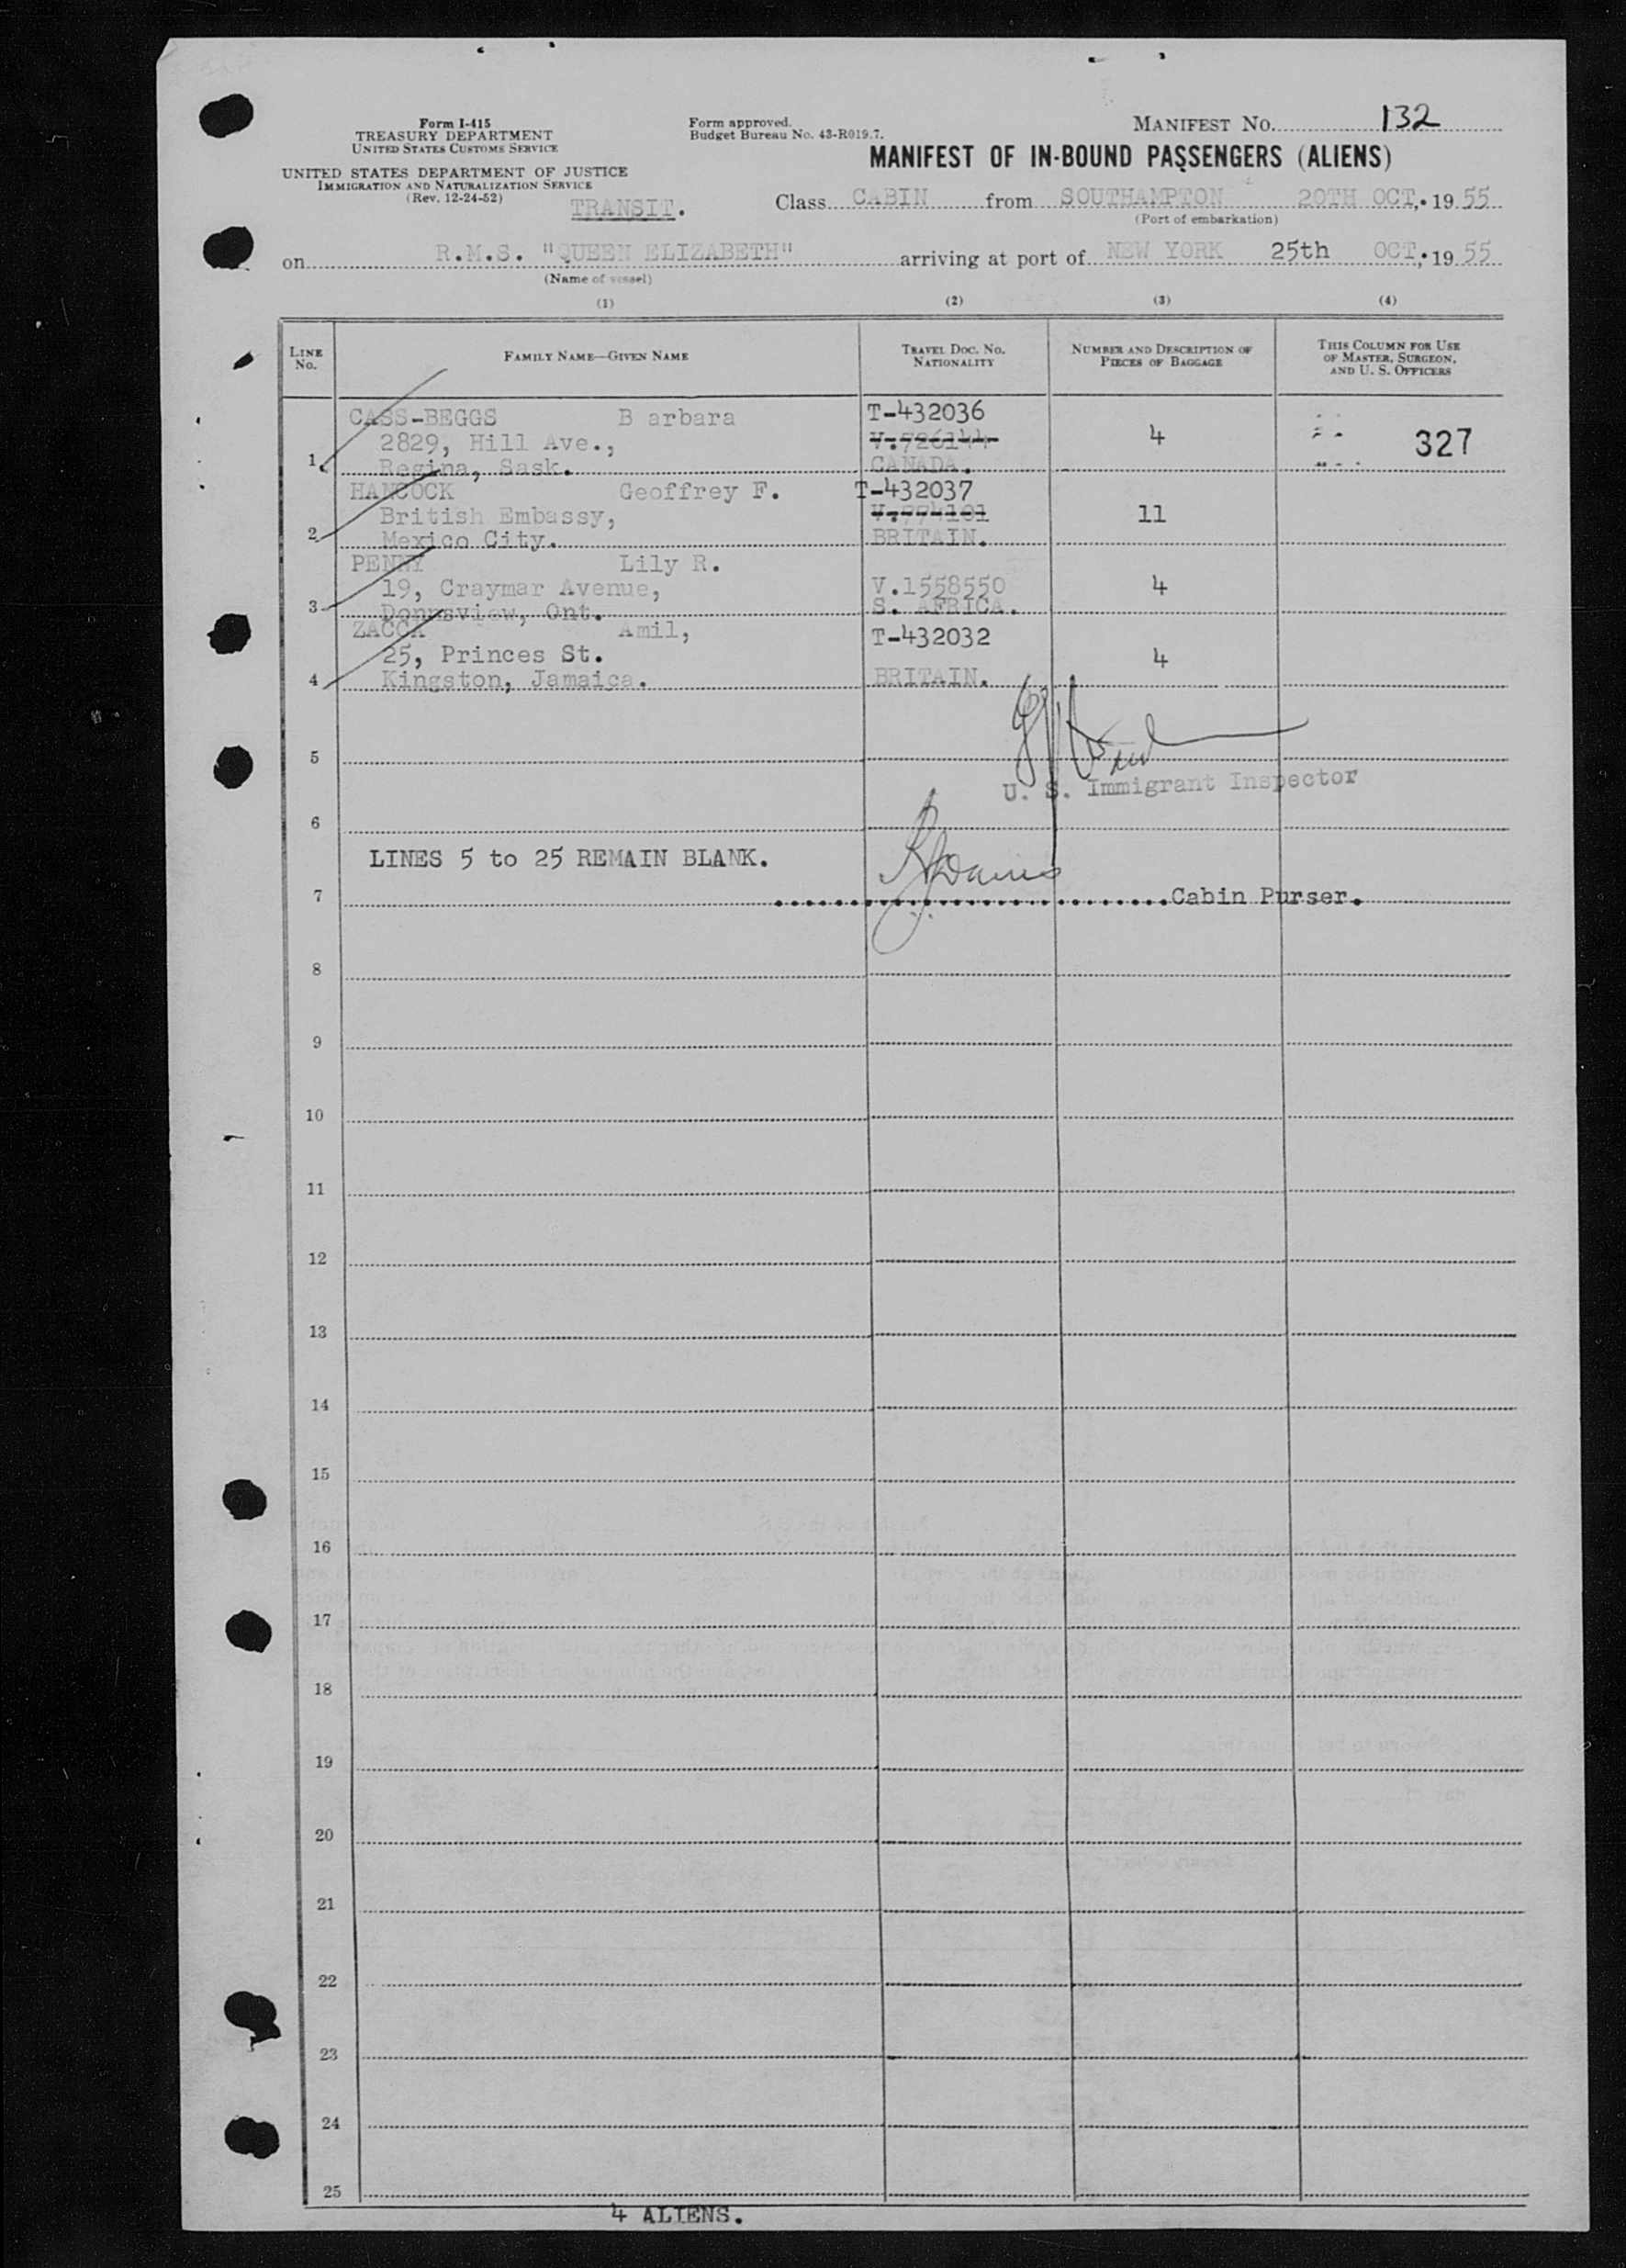 Form I-415
TREASURY DEPARTMENT
UNITED STATES CUSTOMS SERVICE
UNITED STATES DEPARTMENT OF JUSTICE
IMMIGRATION AND NATURALIZATION SERVICE
(Rev. 12-24-52)
TRANSIT.
Form approved.
Budget Bureau No. 43-R019.7.
MANIFEST NO. 132
MANIFEST OF IN-BOUND PASSENGERS (ALIENS)
Class CABIN from SOUTHAMPTON 20TH OCT, 19 55
(Port of embarkation)
on R.M.S. "QUEEN ELIZABETH" arriving at port of NEW YORK 25th OCT, 19 55
(Name of vessel)
(1) (2) (3) (4)
LINE No. FAMILY NAME—GIVEN NAME TRAVEL DOC. NO. NATIONALITY NUMBER AND DESCRIPTION OF PIECES OF BAGGAGE THIS COLUMN FOR USE OF MASTER, SURGEON, AND U. S. OFFICERS
CASS-BEGGS B arbara T-432036
2829, Hill Ave., V.726144 4 327
1 Regina, Sask. CANADA.
HANCOCK Geoffrey F. T-432037
British Embassy, V.774101 11
2 Mexico City. BRITAIN.
PENNY Lily R.
19, Craymar Avenue, V.1558550 4
3 Donnsview, Ont. S. AFRICA.
ZACCA Amil, T-432032
25, Princes St. 4
4 Kingston, Jamaica. BRITAIN.
5
U. S. Immigrant Inspector
6
LINES 5 to 25 REMAIN BLANK.
7 Cabin Purser.
8
9
10
11
12
13
14
15
16
17
18
19
20
21
22
23
24
25
4 ALIENS.